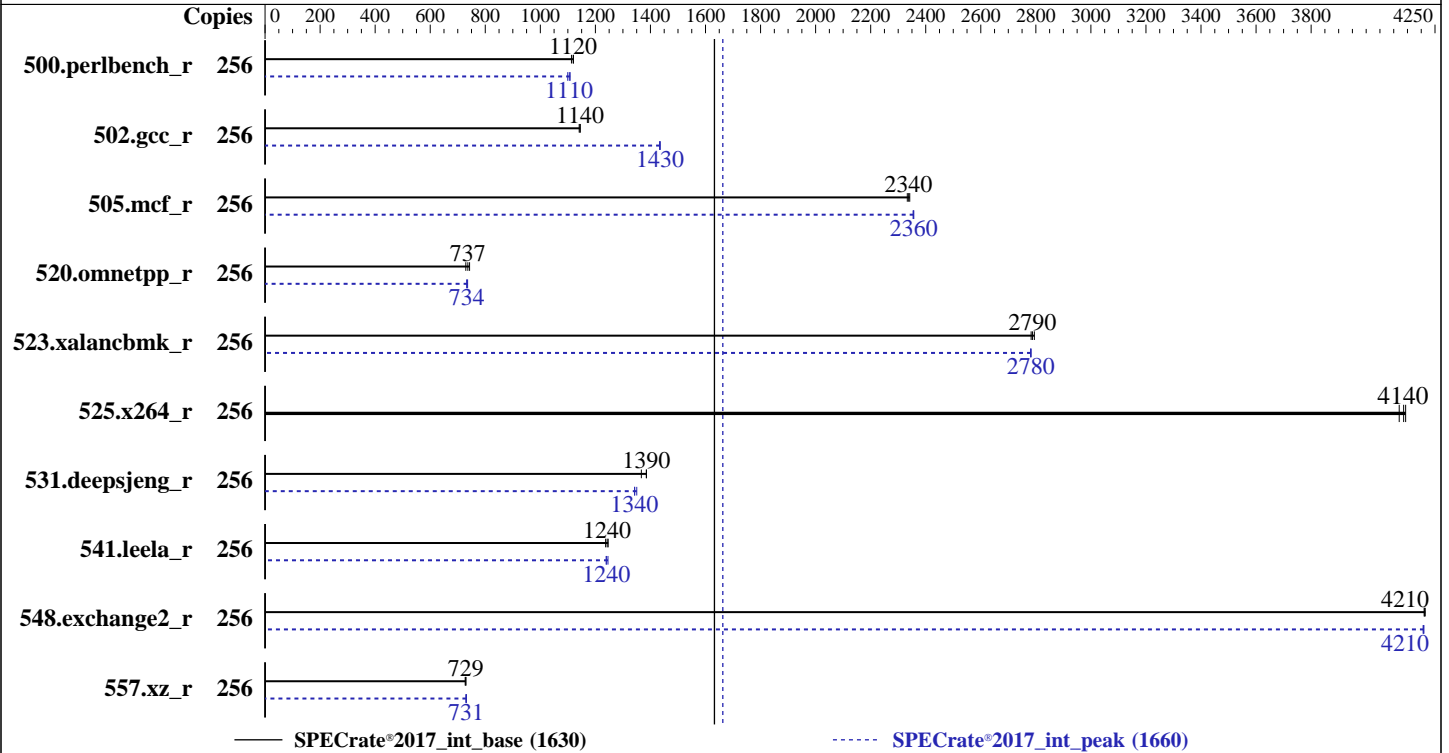 Copies 0 200 400 600 800 1000 1200 1400 1600 1800 2000 2200 2400 2600 2800 3000 3200 3400 3600 3800 4250
1120
500.perlbench_r 256
1110
1140
502.gcc_r 256
1430
2340
505.mcf_r 256
2360
737
520.omnetpp_r 256
734
2790
523.xalancbmk_r 256
2780
4140
525.x264_r 256
1390
531.deepsjeng_r 256
1340
1240
541.leela_r 256
1240
4210
548.exchange2_r 256
4210
729
557.xz_r 256
731
SPECrate®2017_int_base (1630) SPECrate®2017_int_peak (1660)